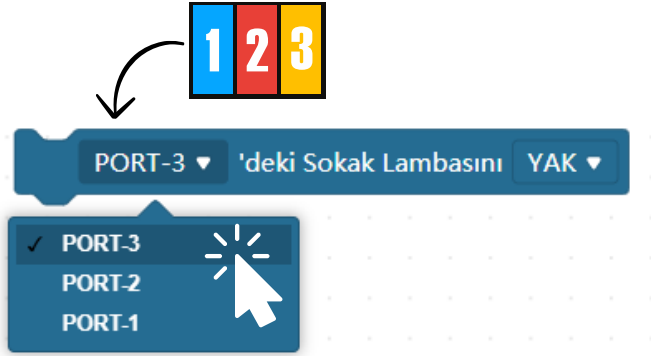 1 2 3
PORT-3 ▼ 'deki Sokak Lambasını YAK ▼
✓ PORT-3
PORT-2
PORT-1